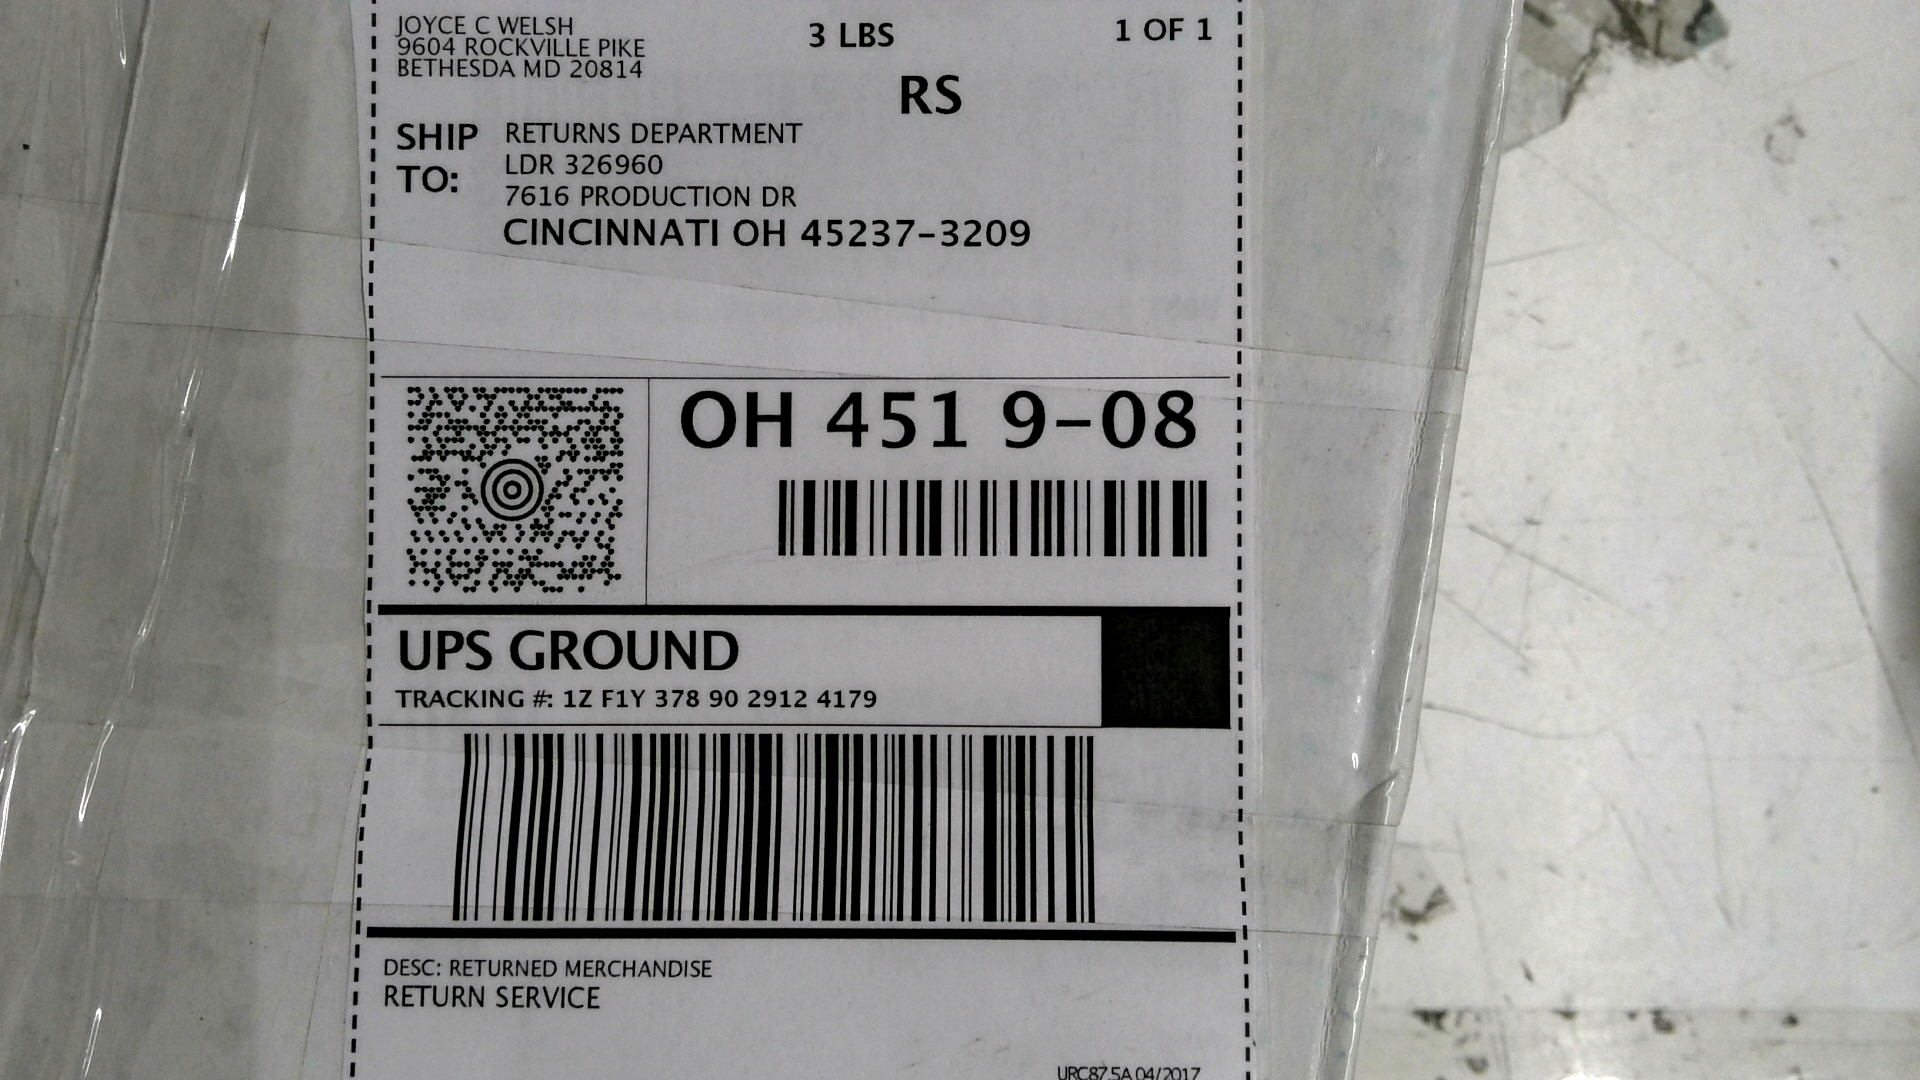 JOYCE C WELSH
9604 ROCKVILLE PIKE
BETHESDA MD 20814
3 LBS
1 OF 1
RS
SHIP TO:
RETURNS DEPARTMENT
LDR 326960
7616 PRODUCTION DR
CINCINNATI OH 45237-3209
OH 451 9-08
UPS GROUND
TRACKING #: 1Z F1Y 378 90 2912 4179
DESC: RETURNED MERCHANDISE
RETURN SERVICE
URC87.5A 04/2017